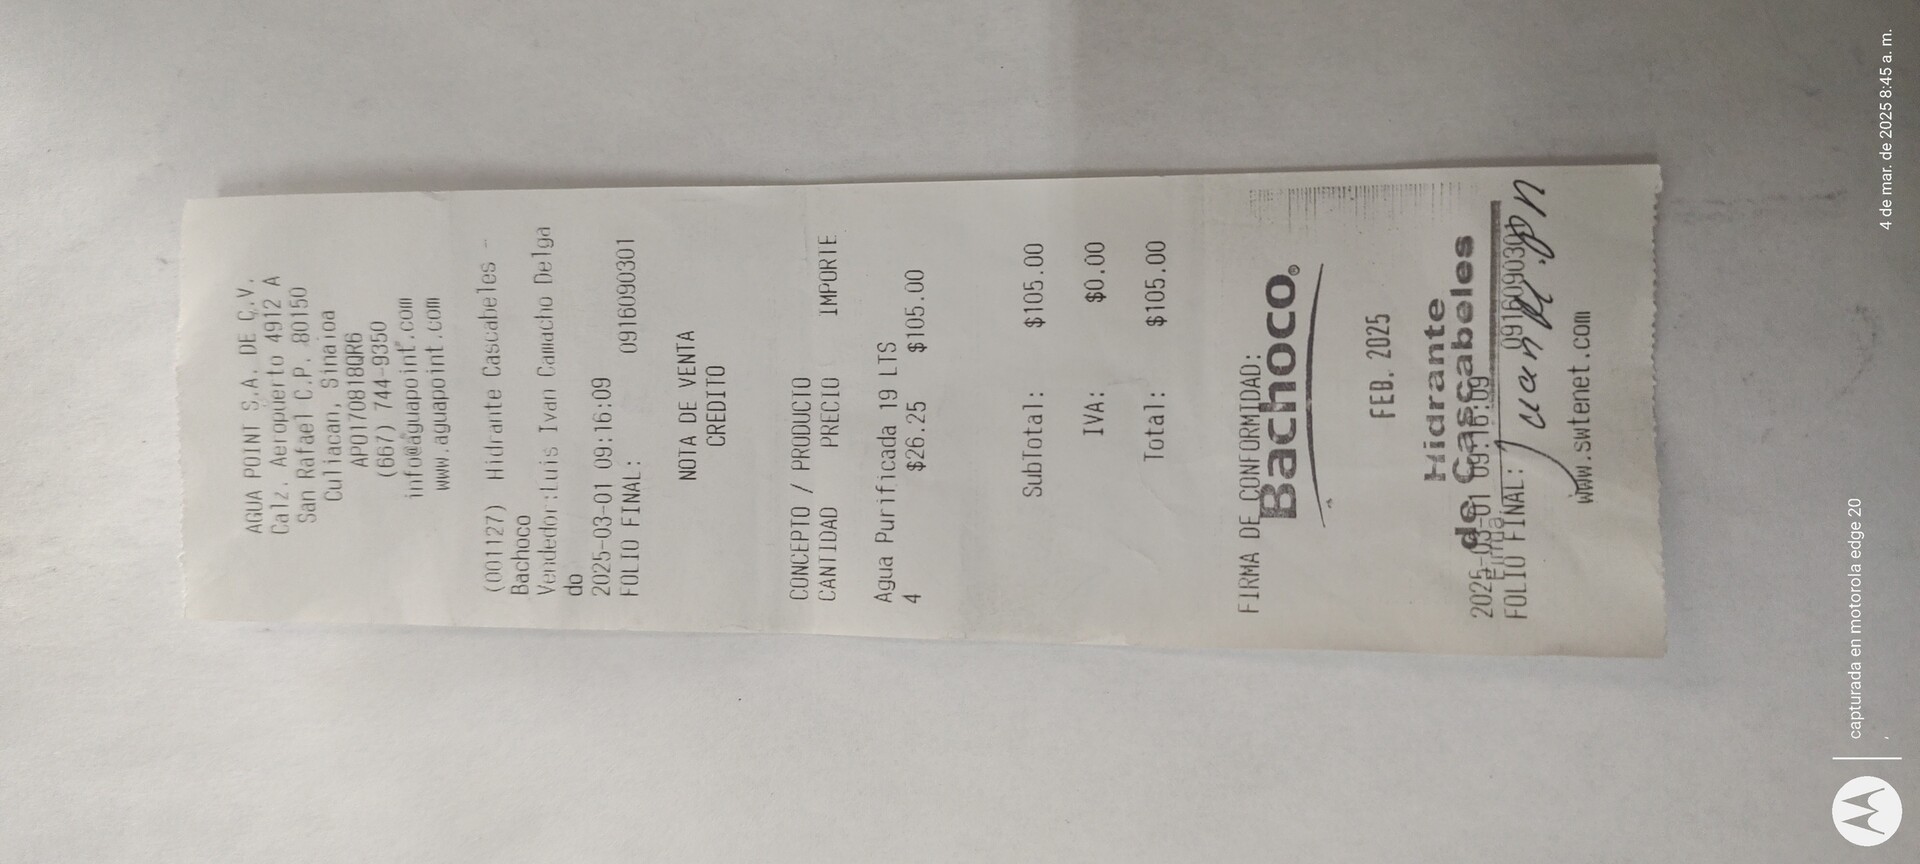 AGUA POINT S.A. DE C.V.
Calz. Aeropuerto 4912 A
San Rafael C.P. 80150
Culiacan, Sinaloa
APO170818QR6
(667) 744-9350
info@aguapoint.com
www.aguapoint.com
(001127) Hidrante Cascabeles -
Bachoco
Vendedor:Luis Ivan Camacho Delga
do
2025-03-01 09:16:09
FOLIO FINAL: 0916090301
NOTA DE VENTA
CREDITO
CONCEPTO / PRODUCTO
CANTIDAD PRECIO IMPORTE
Agua Purificada 19 LTS
4 $26.25 $105.00
SubTotal: $105.00
IVA: $0.00
Total: $105.00
FIRMA DE CONFORMIDAD:
Bachoco®
FEB. 2025
Hidrante
de Cascabeles
2025-03-01 09:16:09
FOLIO FINAL: 0916090301
Juan
www.swtenet.com
capturada en motorola edge 20
4 de mar. de 2025 8:45 a. m.